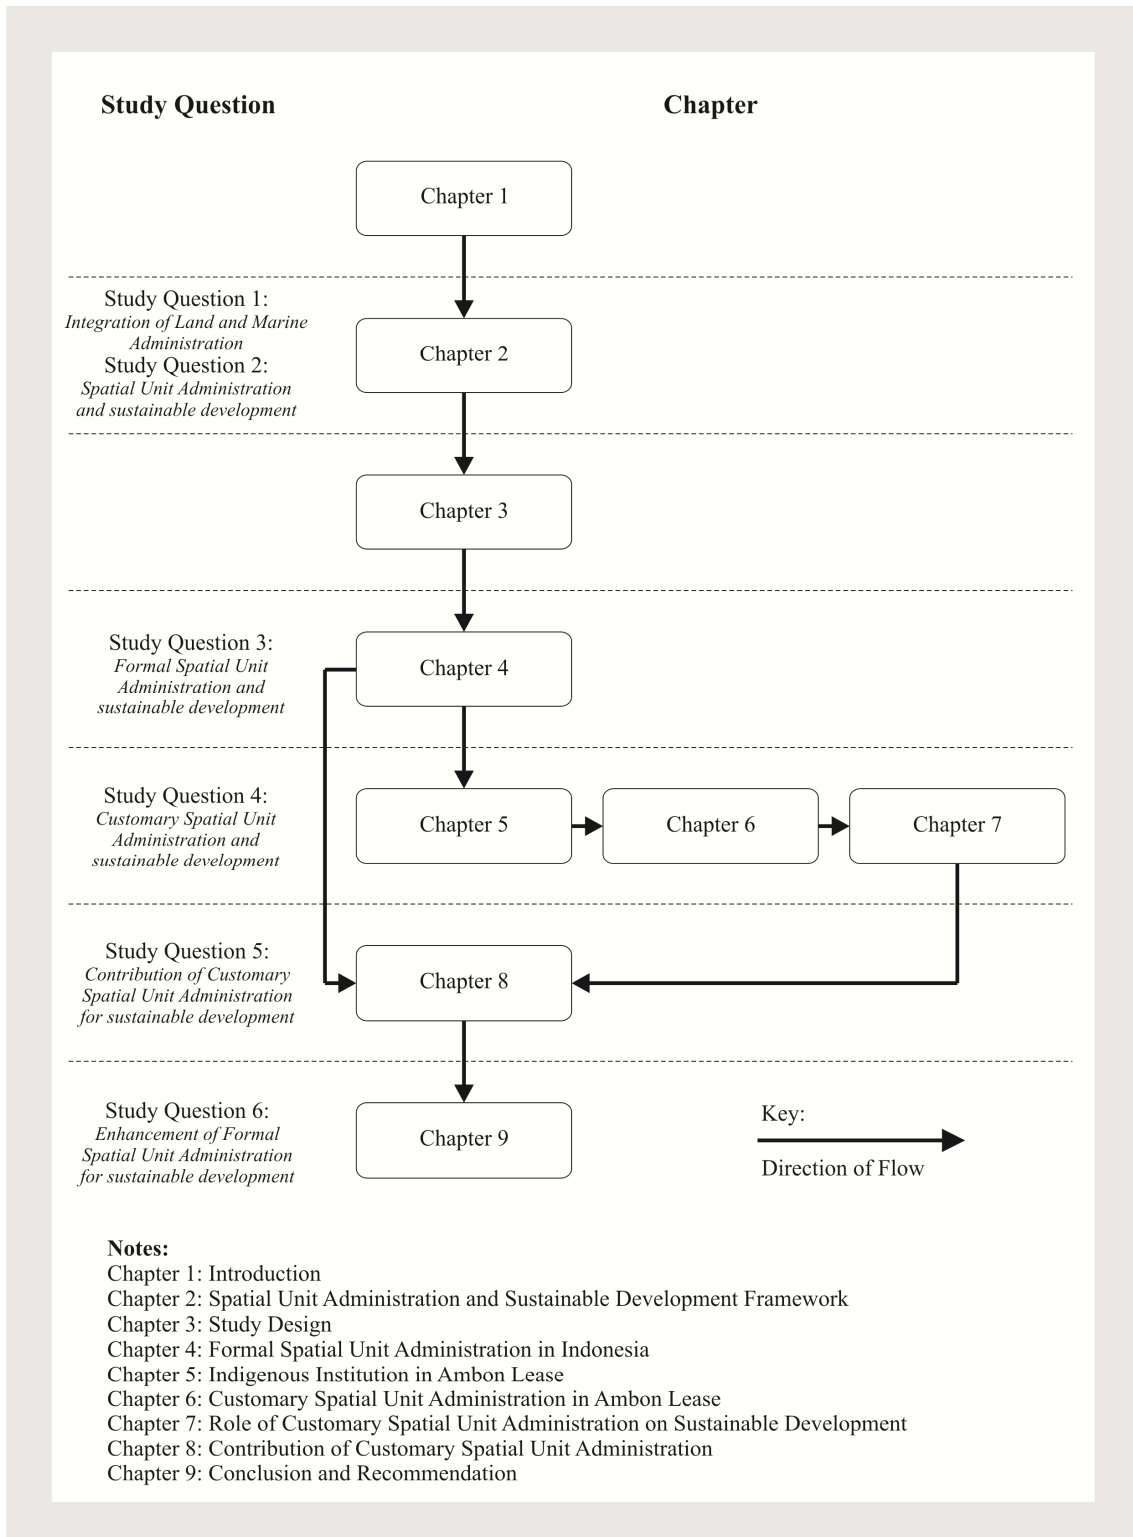 Study Question
Chapter
Chapter 1
Study Question 1:
Integration of Land and Marine
Administration
Study Question 2:
Spatial Unit Administration
and sustainable development
Chapter 2
Chapter 3
Study Question 3:
Formal Spatial Unit
Administration and
sustainable development
Chapter 4
Study Question 4:
Customary Spatial Unit
Administration and
sustainable development
Chapter 5
Chapter 6
Chapter 7
Study Question 5:
Contribution of Customary
Spatial Unit Administration
for sustainable development
Chapter 8
Study Question 6:
Enhancement of Formal
Spatial Unit Administration
for sustainable development
Chapter 9
Key:
Direction of Flow
Notes:
Chapter 1: Introduction
Chapter 2: Spatial Unit Administration and Sustainable Development Framework
Chapter 3: Study Design
Chapter 4: Formal Spatial Unit Administration in Indonesia
Chapter 5: Indigenous Institution in Ambon Lease
Chapter 6: Customary Spatial Unit Administration in Ambon Lease
Chapter 7: Role of Customary Spatial Unit Administration on Sustainable Development
Chapter 8: Contribution of Customary Spatial Unit Administration
Chapter 9: Conclusion and Recommendation